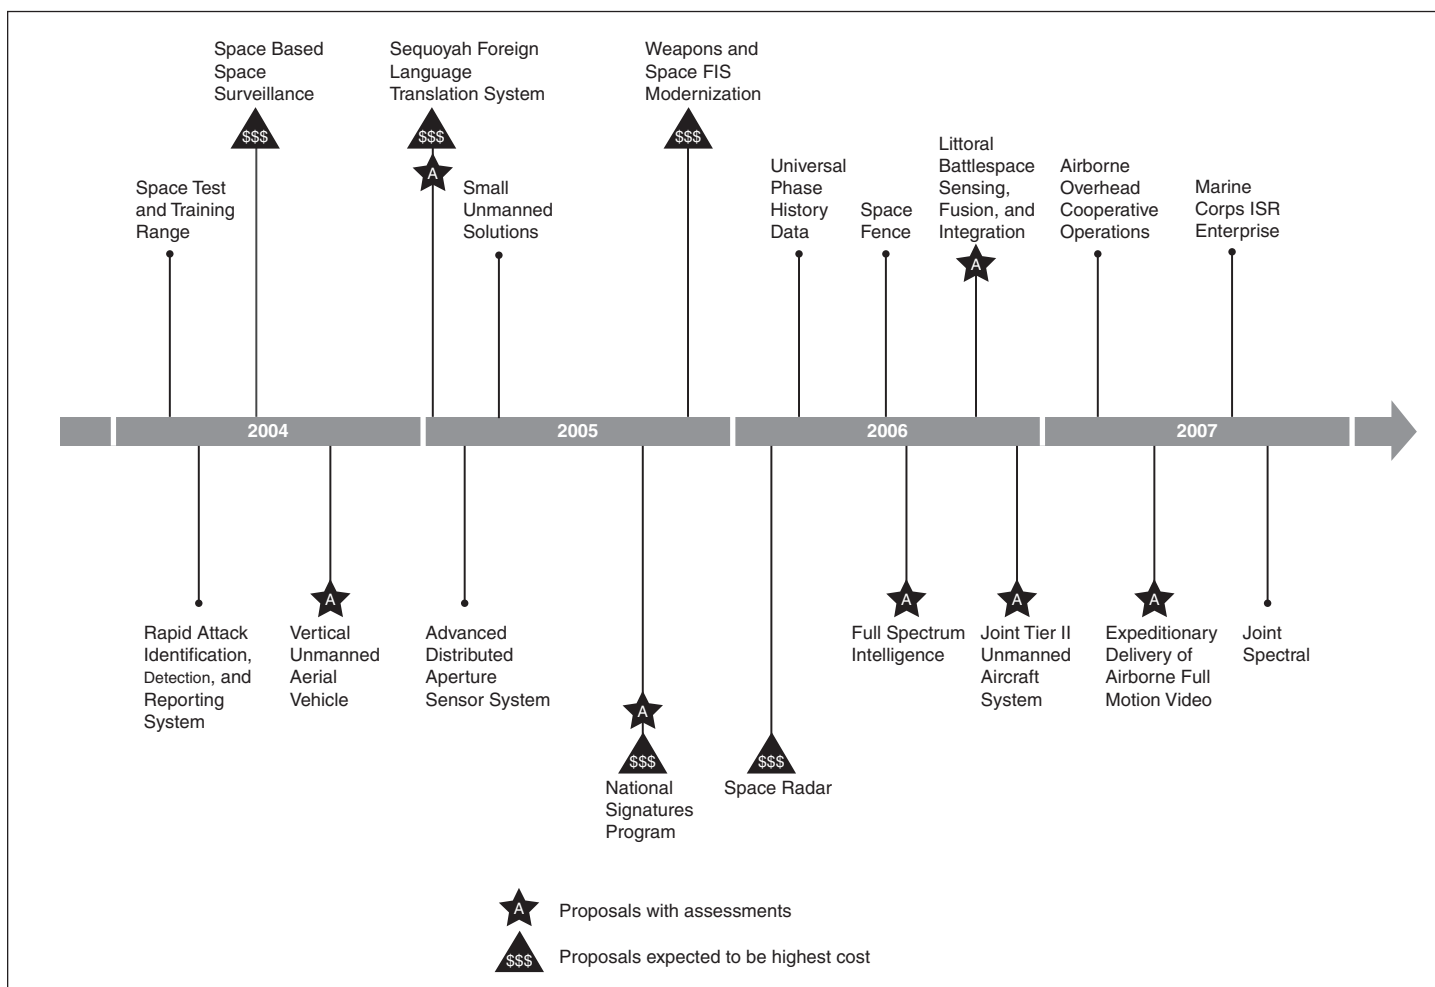 Space Based
Space
Surveillance
$$$
Sequoyah Foreign
Language
Translation System
$$$
A
Weapons and
Space FIS
Modernization
$$$
Space Test
and Training
Range
Small
Unmanned
Solutions
Universal
Phase
History
Data
Space
Fence
Littoral
Battlespace
Sensing,
Fusion, and
Integration
A
Airborne
Overhead
Cooperative
Operations
Marine
Corps ISR
Enterprise
2004
2005
2006
2007
Rapid Attack
Identification,
Detection, and
Reporting
System
A
Vertical
Unmanned
Aerial
Vehicle
Advanced
Distributed
Aperture
Sensor System
A
$$$
National
Signatures
Program
$$$
Space Radar
A
Full Spectrum
Intelligence
A
Joint Tier II
Unmanned
Aircraft
System
A
Expeditionary
Delivery of
Airborne Full
Motion Video
Joint
Spectral
A
Proposals with assessments
$$$
Proposals expected to be highest cost